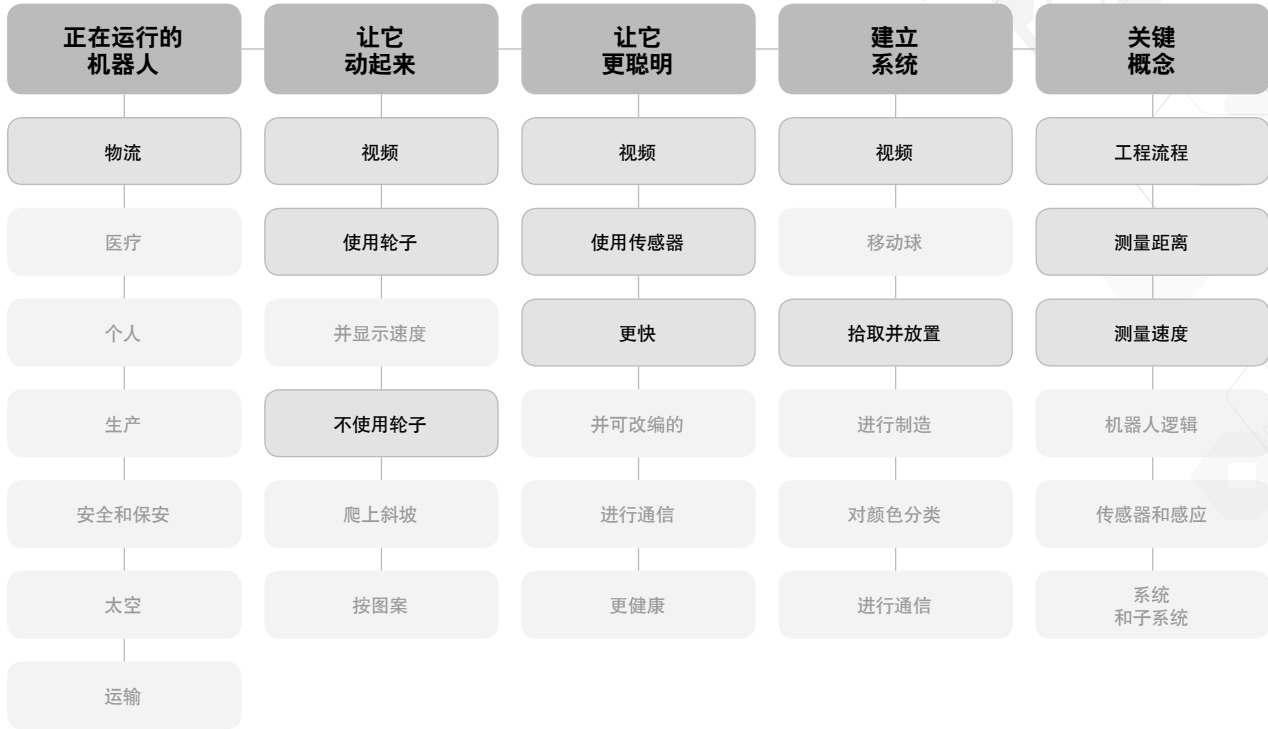 正在运行的
机器人
让它
动起来
让它
更聪明
建立
系统
关键
概念
物流
视频
视频
视频
工程流程
医疗
使用轮子
使用传感器
移动球
测量距离
个人
并显示速度
更快
拾取并放置
测量速度
生产
不使用轮子
并可改编的
进行制造
机器人逻辑
安全和保安
爬上斜坡
进行通信
对颜色分类
传感器和感应
太空
按图案
更健康
进行通信
系统
和子系统
运输